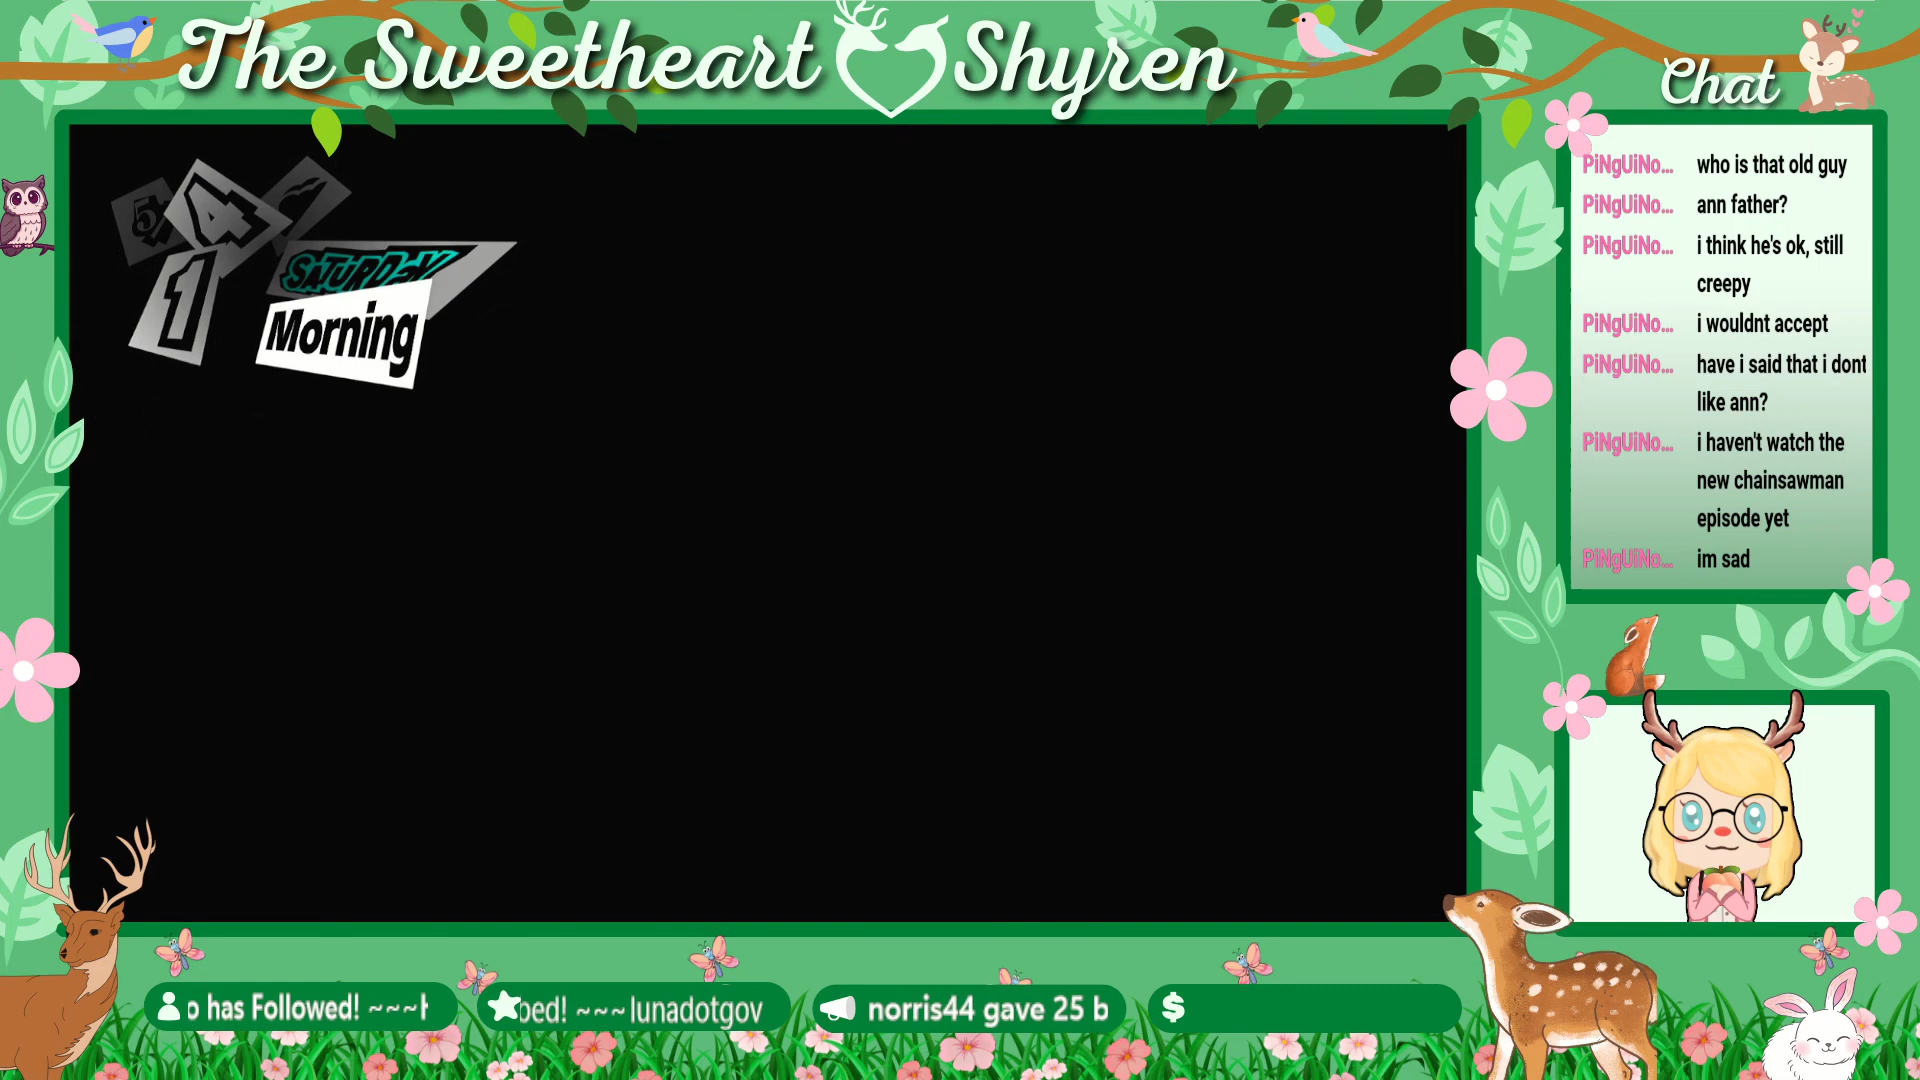 The Sweetheart Shyren
Chat
ty
5
4
1
SATURDAY
Morning
PiNgUiNo... who is that old guy
PiNgUiNo... ann father?
PiNgUiNo... i think he's ok, still
creepy
PiNgUiNo... i wouldnt accept
PiNgUiNo... have i said that i dont
like ann?
PiNgUiNo... i haven't watch the
new chainsawman
episode yet
PiNgUiNo... im sad
o has Followed! ~~~
bed! ~~~ lunadotgov
norris44 gave 25 b
$